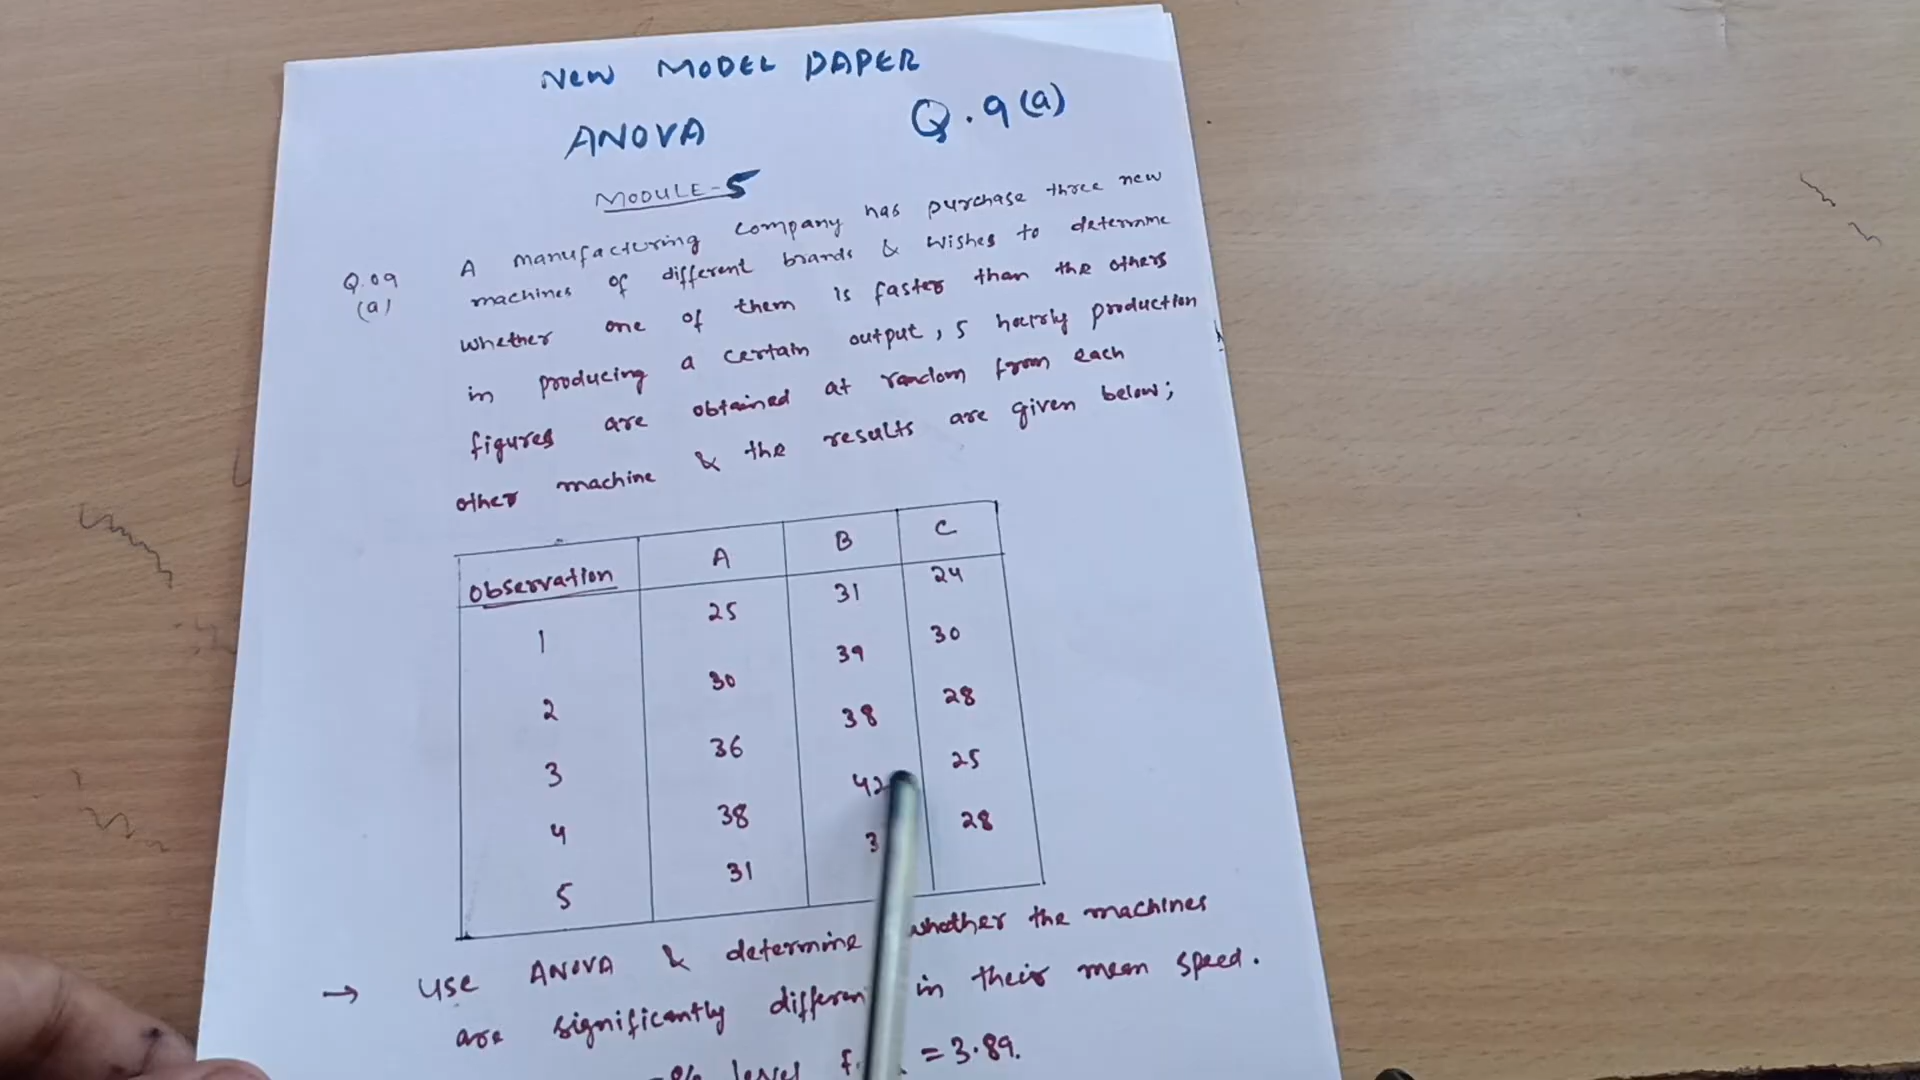 NEW MODEL PAPER
ANOVA Q.9(a)
MODULE-5
Q.09 (a) A manufacturing company has purchase three new
machines of different brands & wishes to determine
whether one of them is faster than the others
in producing a certain output, 5 hourly production
figures are obtained at random from each
other machine & the results are given below;
Observation A B C
1 25 31 24
2 30 39 30
3 36 38 28
4 38 42 25
5 31 28
→ Use ANOVA & determine whether the machines
are significantly in their mean speed.
level = 3.89.